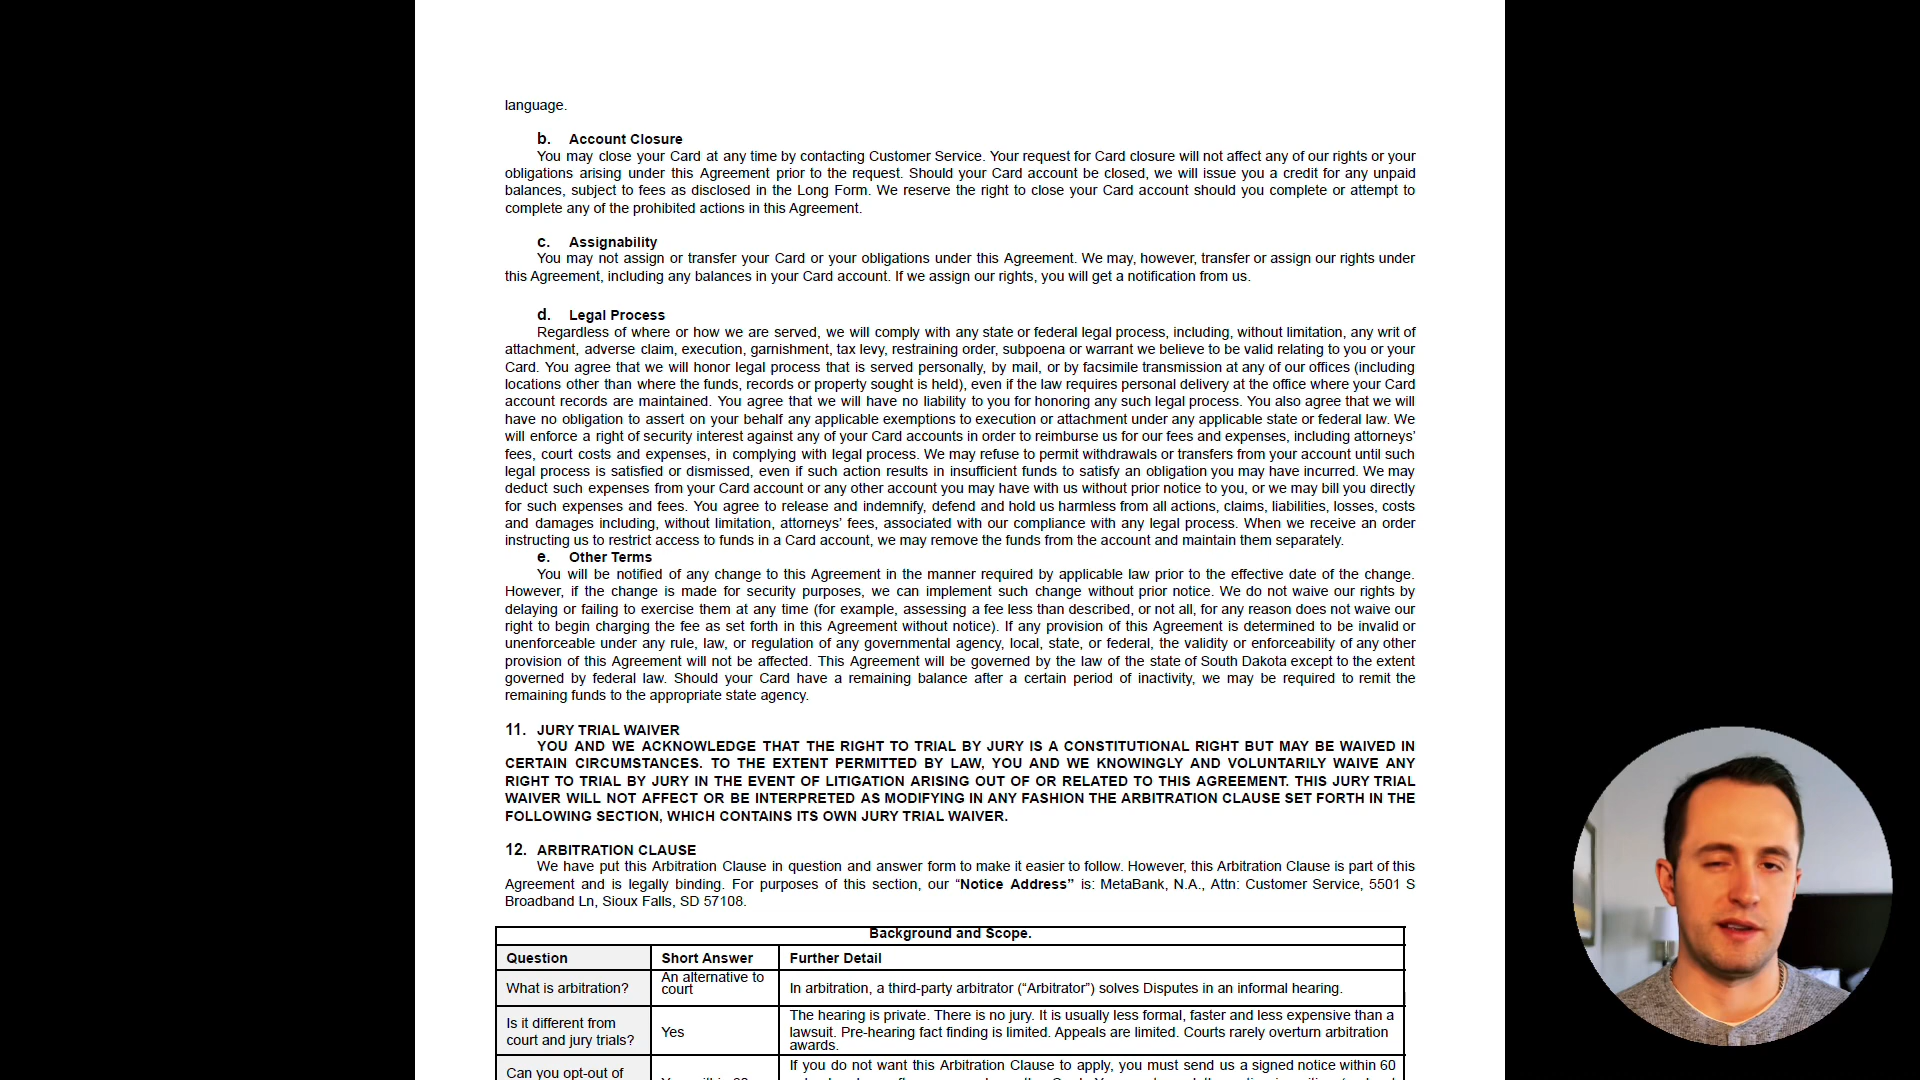 language.
b. Account Closure
You may close your Card at any time by contacting Customer Service. Your request for Card closure will not affect any of our rights or your
obligations arising under this Agreement prior to the request. Should your Card account be closed, we will issue you a credit for any unpaid
balances, subject to fees as disclosed in the Long Form. We reserve the right to close your Card account should you complete or attempt to
complete any of the prohibited actions in this Agreement.
c. Assignability
You may not assign or transfer your Card or your obligations under this Agreement. We may, however, transfer or assign our rights under
this Agreement, including any balances in your Card account. If we assign our rights, you will get a notification from us.
d. Legal Process
Regardless of where or how we are served, we will comply with any state or federal legal process, including, without limitation, any writ of
attachment, adverse claim, execution, garnishment, tax levy, restraining order, subpoena or warrant we believe to be valid relating to you or your
Card. You agree that we will honor legal process that is served personally, by mail, or by facsimile transmission at any of our offices (including
locations other than where the funds, records or property sought is held), even if the law requires personal delivery at the office where your Card
account records are maintained. You agree that we will have no liability to you for honoring any such legal process. You also agree that we will
have no obligation to assert on your behalf any applicable exemptions to execution or attachment under any applicable state or federal law. We
will enforce a right of security interest against any of your Card accounts in order to reimburse us for our fees and expenses, including attorneys’
fees, court costs and expenses, in complying with legal process. We may refuse to permit withdrawals or transfers from your account until such
legal process is satisfied or dismissed, even if such action results in insufficient funds to satisfy an obligation you may have incurred. We may
deduct such expenses from your Card account or any other account you may have with us without prior notice to you, or we may bill you directly
for such expenses and fees. You agree to release and indemnify, defend and hold us harmless from all actions, claims, liabilities, losses, costs
and damages including, without limitation, attorneys’ fees, associated with our compliance with any legal process. When we receive an order
instructing us to restrict access to funds in a Card account, we may remove the funds from the account and maintain them separately.
e. Other Terms
You will be notified of any change to this Agreement in the manner required by applicable law prior to the effective date of the change.
However, if the change is made for security purposes, we can implement such change without prior notice. We do not waive our rights by
delaying or failing to exercise them at any time (for example, assessing a fee less than described, or not all, for any reason does not waive our
right to begin charging the fee as set forth in this Agreement without notice). If any provision of this Agreement is determined to be invalid or
unenforceable under any rule, law, or regulation of any governmental agency, local, state, or federal, the validity or enforceability of any other
provision of this Agreement will not be affected. This Agreement will be governed by the law of the state of South Dakota except to the extent
governed by federal law. Should your Card have a remaining balance after a certain period of inactivity, we may be required to remit the
remaining funds to the appropriate state agency.
11. JURY TRIAL WAIVER
YOU AND WE ACKNOWLEDGE THAT THE RIGHT TO TRIAL BY JURY IS A CONSTITUTIONAL RIGHT BUT MAY BE WAIVED IN
CERTAIN CIRCUMSTANCES. TO THE EXTENT PERMITTED BY LAW, YOU AND WE KNOWINGLY AND VOLUNTARILY WAIVE ANY
RIGHT TO TRIAL BY JURY IN THE EVENT OF LITIGATION ARISING OUT OF OR RELATED TO THIS AGREEMENT. THIS JURY TRIAL
WAIVER WILL NOT AFFECT OR BE INTERPRETED AS MODIFYING IN ANY FASHION THE ARBITRATION CLAUSE SET FORTH IN THE
FOLLOWING SECTION, WHICH CONTAINS ITS OWN JURY TRIAL WAIVER.
12. ARBITRATION CLAUSE
We have put this Arbitration Clause in question and answer form to make it easier to follow. However, this Arbitration Clause is part of this
Agreement and is legally binding. For purposes of this section, our “Notice Address” is: MetaBank, N.A., Attn: Customer Service, 5501 S
Broadband Ln, Sioux Falls, SD 57108.
Background and Scope.
Question Short Answer Further Detail
What is arbitration?
An alternative to
court
In arbitration, a third-party arbitrator (“Arbitrator”) solves Disputes in an informal hearing.
Is it different from
court and jury trials?
Yes
The hearing is private. There is no jury. It is usually less formal, faster and less expensive than a
lawsuit. Pre-hearing fact finding is limited. Appeals are limited. Courts rarely overturn arbitration
awards.
Can you opt-out of
If you do not want this Arbitration Clause to apply, you must send us a signed notice within 60